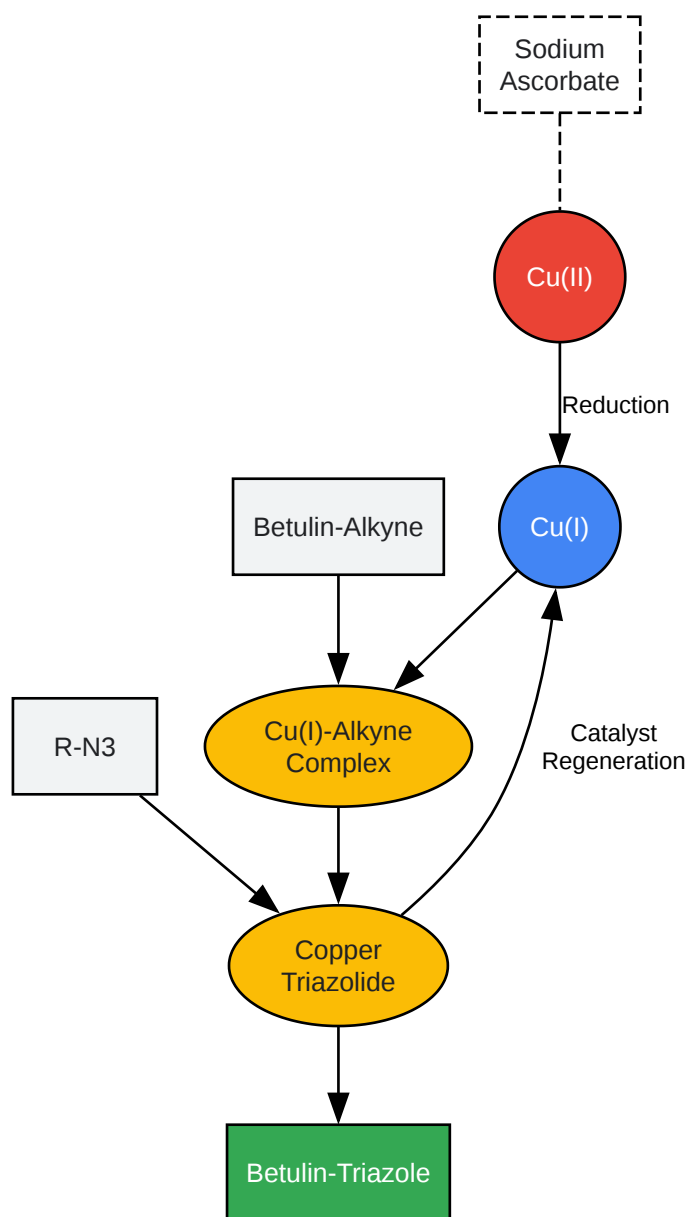 Sodium
Ascorbate
Cu(II)
Reduction
Betulin-Alkyne
Cu(I)
R-N3
Cu(I)-Alkyne
Complex
Catalyst
Regeneration
Copper
Triazolide
Betulin-Triazole